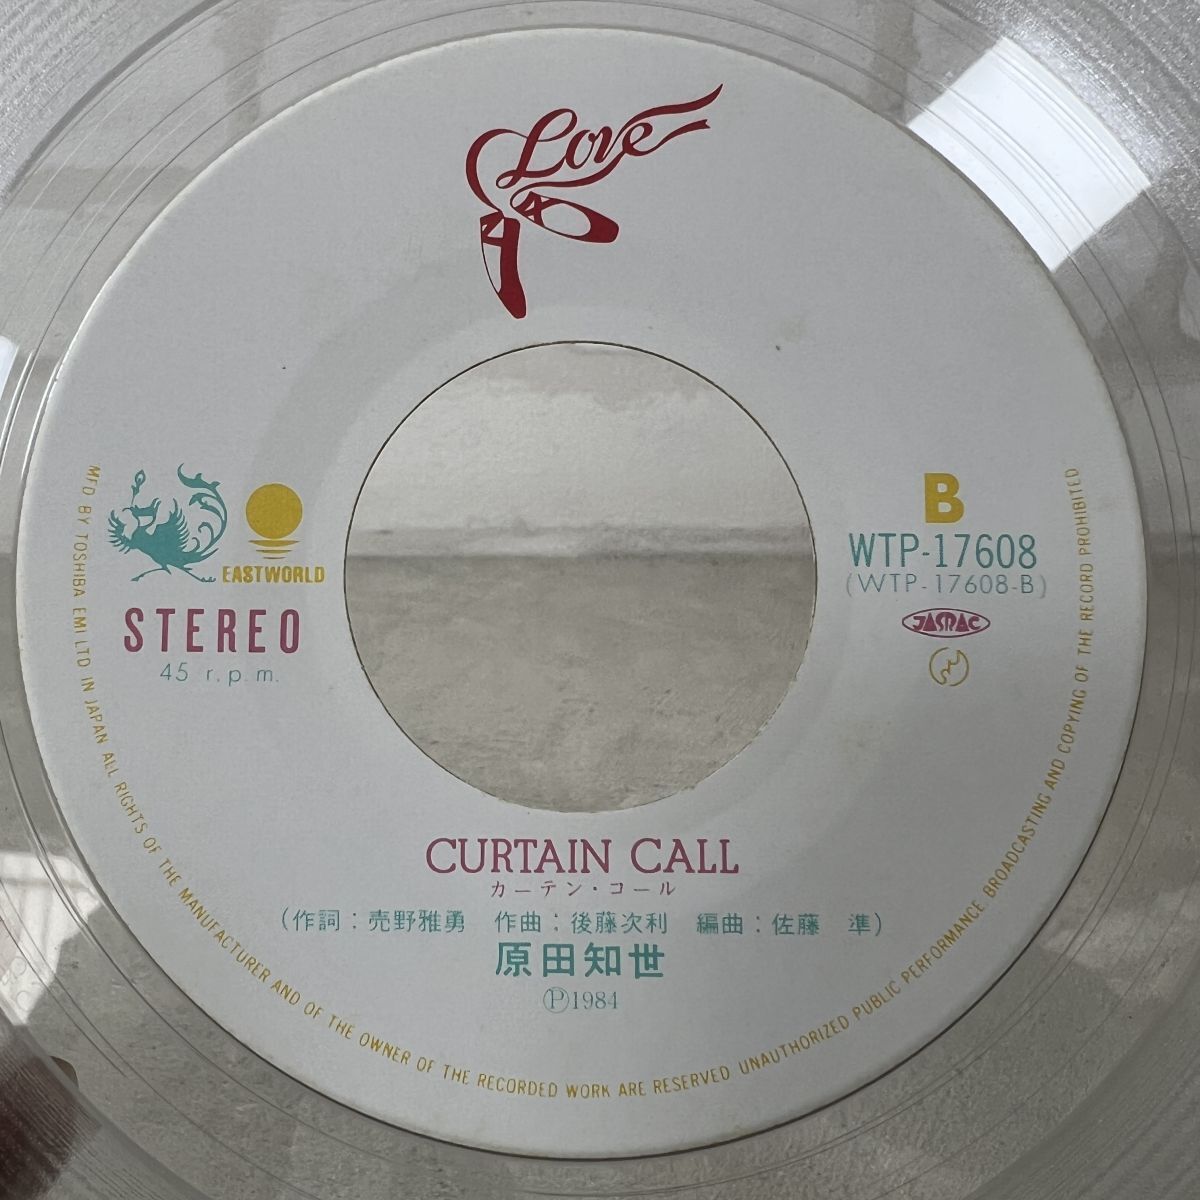 Love
EASTWORLD
STEREO
45 r.p.m.
B
WTP-17608
(WTP-17608-B)
JASRAC
CURTAIN CALL
カーテン・コール
(作詞:売野雅勇 作曲:後藤次利 編曲:佐藤 準)
原田知世
Ⓟ1984
MFD BY TOSHIBA EMI LTD IN JAPAN ALL RIGHTS OF THE MANUFACTURER AND OF THE OWNER OF THE RECORDED WORK ARE RESERVED UNAUTHORIZED PUBLIC PERFORMANCE BROADCASTING AND COPYING OF THE RECORD PROHIBITED